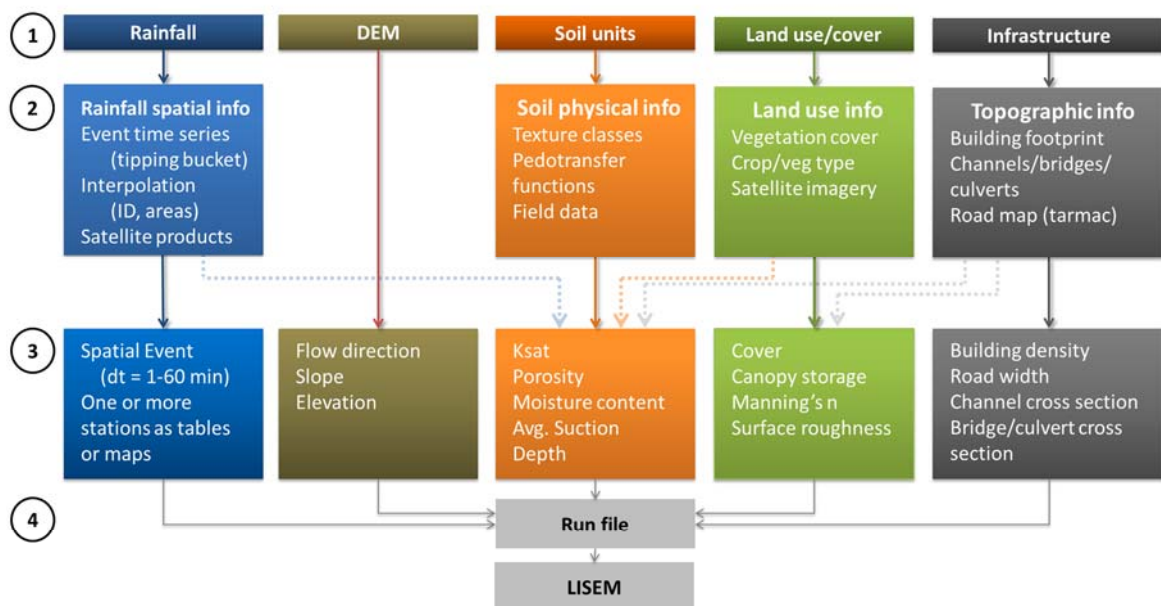 1
Rainfall
DEM
Soil units
Land use/cover
Infrastructure
2
Rainfall spatial info
Event time series
(tipping bucket)
Interpolation
(ID, areas)
Satellite products
Soil physical info
Texture classes
Pedotransfer
functions
Field data
Land use info
Vegetation cover
Crop/veg type
Satellite imagery
Topographic info
Building footprint
Channels/bridges/
culverts
Road map (tarmac)
3
Spatial Event
(dt = 1-60 min)
One or more
stations as tables
or maps
Flow direction
Slope
Elevation
Ksat
Porosity
Moisture content
Avg. Suction
Depth
Cover
Canopy storage
Manning's n
Surface roughness
Building density
Road width
Channel cross section
Bridge/culvert cross
section
4
Run file
LISEM